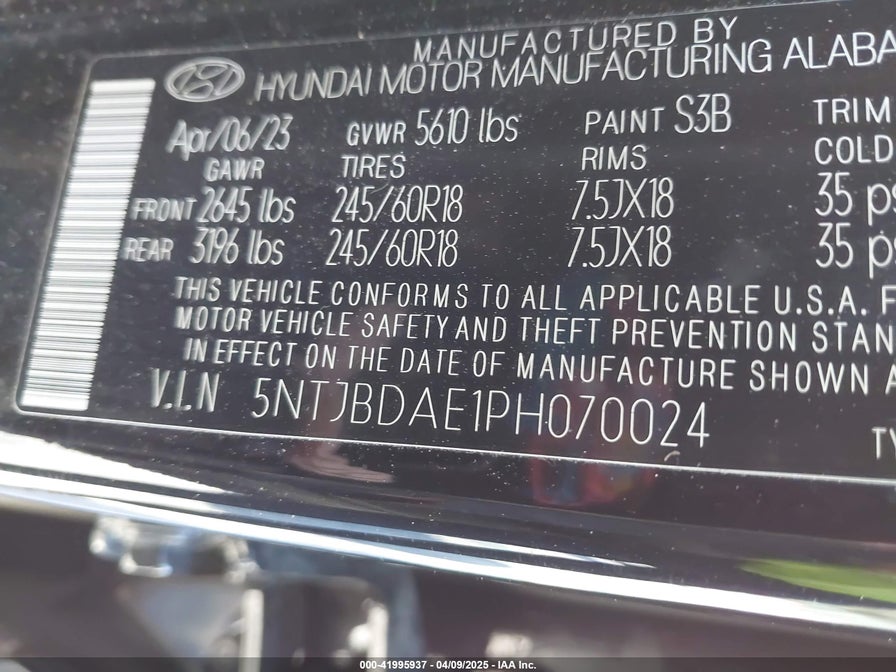 MANUFACTURED BY
HYUNDAI MOTOR MANUFACTURING ALABA
Apr/06/23 GVWR 5610 lbs PAINT S3B TRIM
GAWR TIRES RIMS COLD
FRONT 2645 lbs 245/60R18 7.5JX18 35 p
REAR 3196 lbs 245/60R18 7.5JX18 35 p
THIS VEHICLE CONFORMS TO ALL APPLICABLE U.S.A. F
MOTOR VEHICLE SAFETY AND THEFT PREVENTION STAN
IN EFFECT ON THE DATE OF MANUFACTURE SHOWN A
V.I.N 5NTJBDAE1PH070024
TY
000-41995937 - 04/09/2025 - IAA Inc.